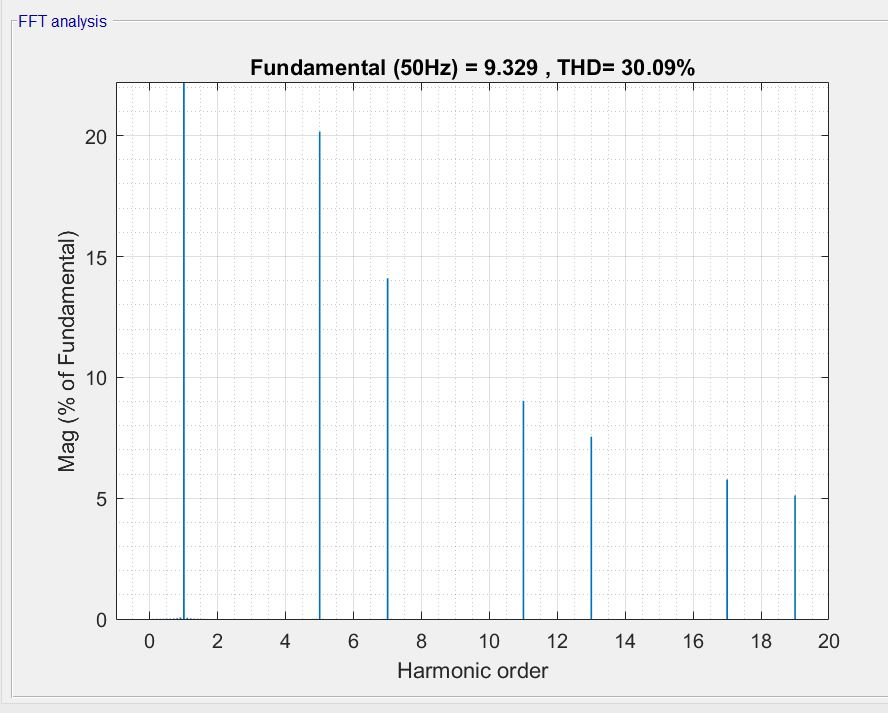 FFT analysis
Fundamental (50Hz) = 9.329 , THD= 30.09%
Mag (% of Fundamental)
20
15
10
5
0
0 2 4 6 8 10 12 14 16 18 20
Harmonic order